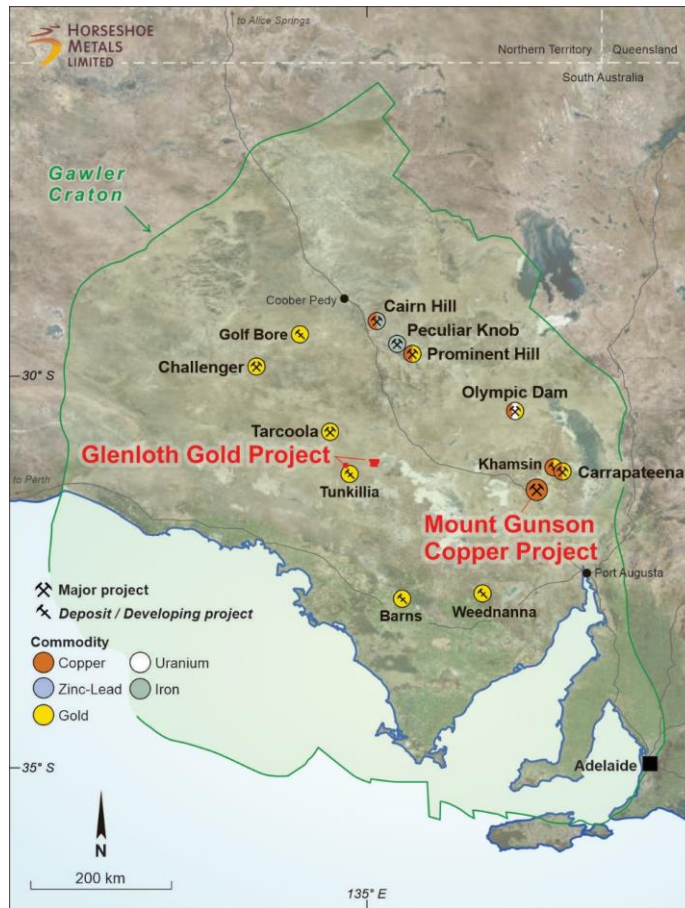 HORSESHOE
METALS
LIMITED
to Alice Springs
Northern Territory
Queensland
South Australia
Gawler
Craton
Coober Pedy
Cairn Hill
Golf Bore
Peculiar Knob
Prominent Hill
Challenger
30° S
Olympic Dam
Tarcoola
Glenloth Gold Project
Khamsin
Carrapateena
Tunkillia
to Perth
Mount Gunson
Copper Project
Port Augusta
Major project
Deposit / Developing project
Barns
Weednanna
Commodity
Copper
Uranium
Zinc-Lead
Iron
Gold
35° S
Adelaide
N
200 km
135° E